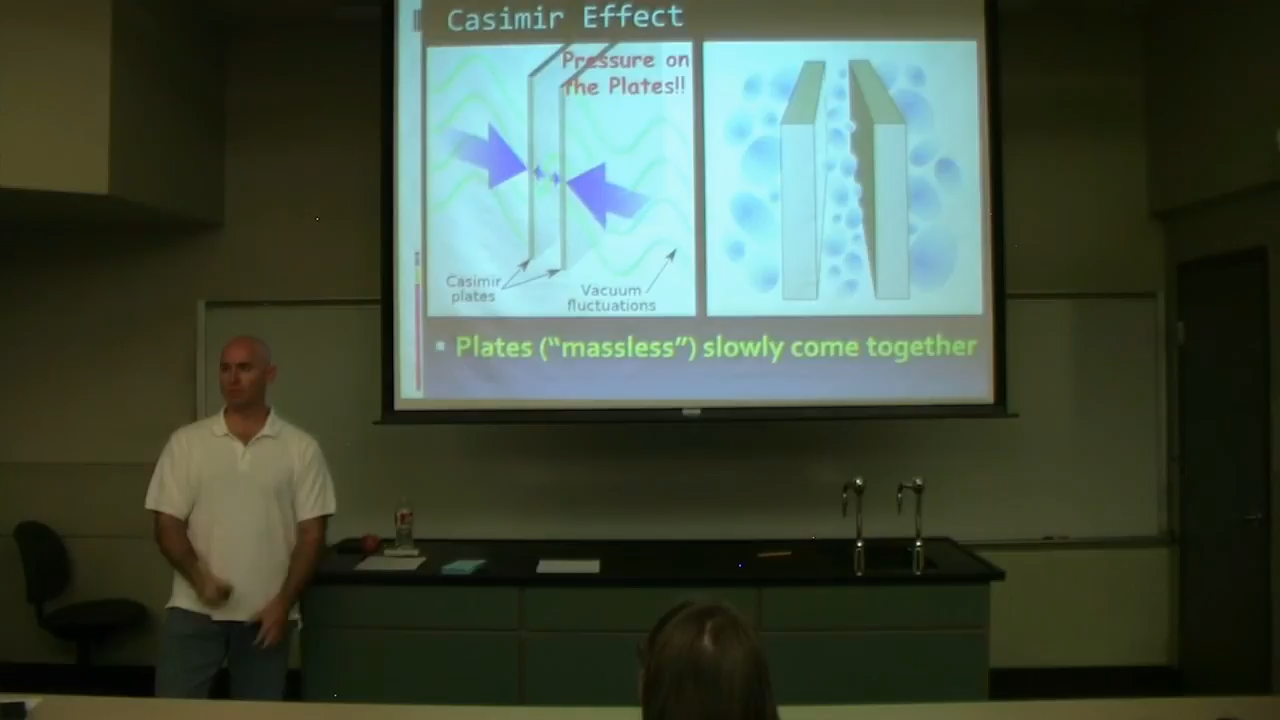 Casimir Effect
Pressure on
the Plates!!
Casimir
plates
Vacuum
fluctuations
Plates (“massless”) slowly come together